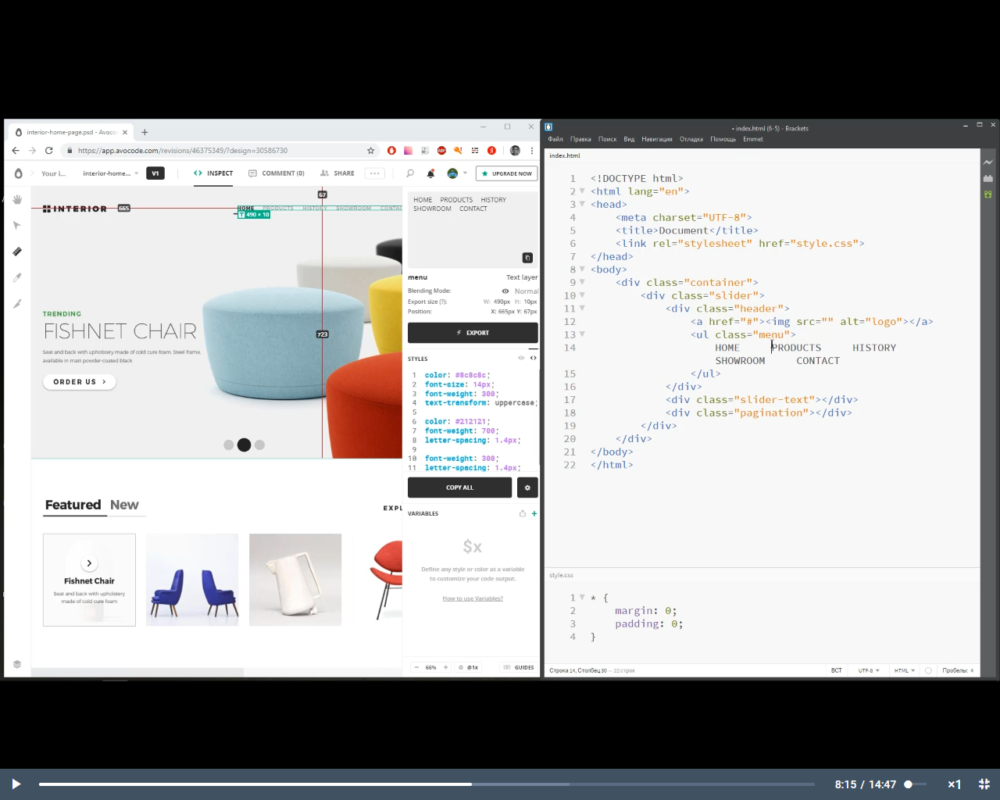 interior-home-page.psd - Avoco
https://app.avocode.com/revisions/46375349/?design=30586730
Your i...
interior-home...
V1
INSPECT
COMMENT (0)
SHARE
UPGRADE NOW
INTERIOR
665
67
HOME PRODUCTS HISTORY SHOWROOM CONTAC
T 490 × 10
TRENDING
FISHNET CHAIR
Seat and back with upholstery made of cold cure foam. Steel frame,
available in matt powder-coated black
ORDER US
723
Featured New
EXPL
Fishnet Chair
Seat and back with upholstery
made of cold cure foam
HOME PRODUCTS HISTORY
SHOWROOM CONTACT
menu
Text layer
Blending Mode: Normal
Export size (?): W: 490px H: 10px
Position: X: 665px Y: 67px
EXPORT
STYLES
1 color: #8c8c8c;
2 font-size: 14px;
3 font-weight: 300;
4 text-transform: uppercase;
5
6 color: #212121;
7 font-weight: 700;
8 letter-spacing: 1.4px;
9
10 font-weight: 300;
11 letter-spacing: 1.4px;
COPY ALL
VARIABLES
$x
Define any style or color as a variable
to customize your code output.
How to use Variables?
66%
@1x
GUIDES
• index.html (6-5) - Brackets
Файл Правка Поиск Вид Навигация Отладка Помощь Emmet
index.html
1 <!DOCTYPE html>
2 <html lang="en">
3 <head>
4 <meta charset="UTF-8">
5 <title>Document</title>
6 <link rel="stylesheet" href="style.css">
7 </head>
8 <body>
9 <div class="container">
10 <div class="slider">
11 <div class="header">
12 <a href="#"><img src="" alt="logo"></a>
13 <ul class="menu">
14 HOME PRODUCTS HISTORY
SHOWROOM CONTACT
15 </ul>
16 </div>
17 <div class="slider-text"></div>
18 <div class="pagination"></div>
19 </div>
20 </div>
21 </body>
22 </html>
style.css
1 * {
2 margin: 0;
3 padding: 0;
4 }
Строка 14, Столбец 30 — 22 строк
ВСТ
UTF-8
HTML
Пробелы: 4
8:15 / 14:47
×1